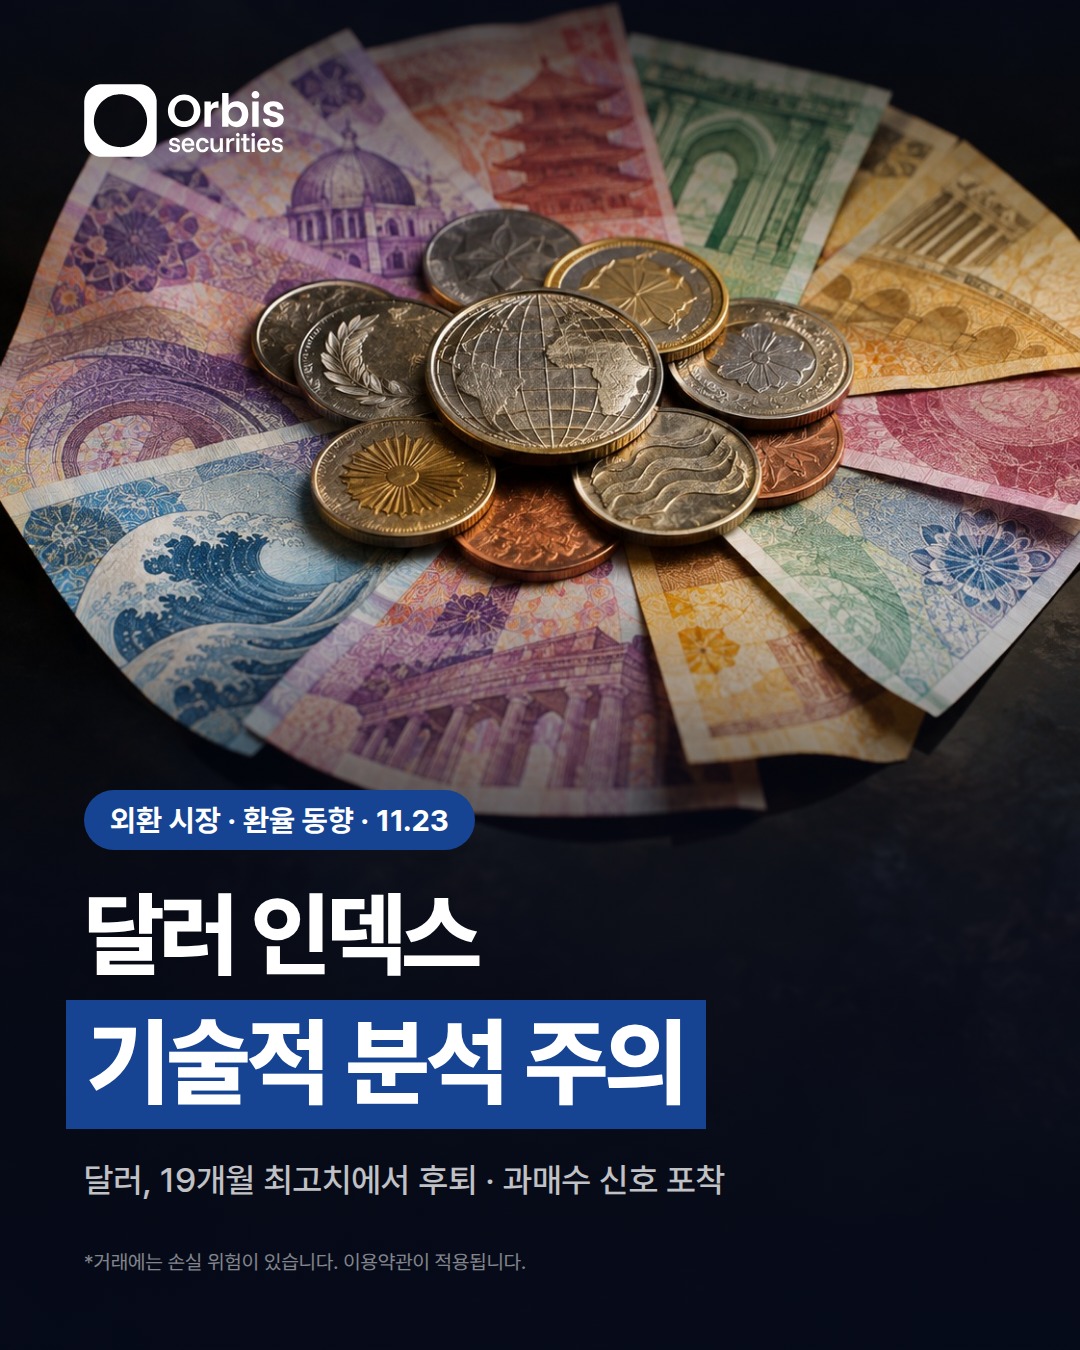 Orbis
securities
외환 시장 · 환율 동향 · 11.23
달러 인덱스
기술적 분석 주의
달러, 19개월 최고치에서 후퇴 · 과매수 신호 포착
*거래에는 손실 위험이 있습니다. 이용약관이 적용됩니다.